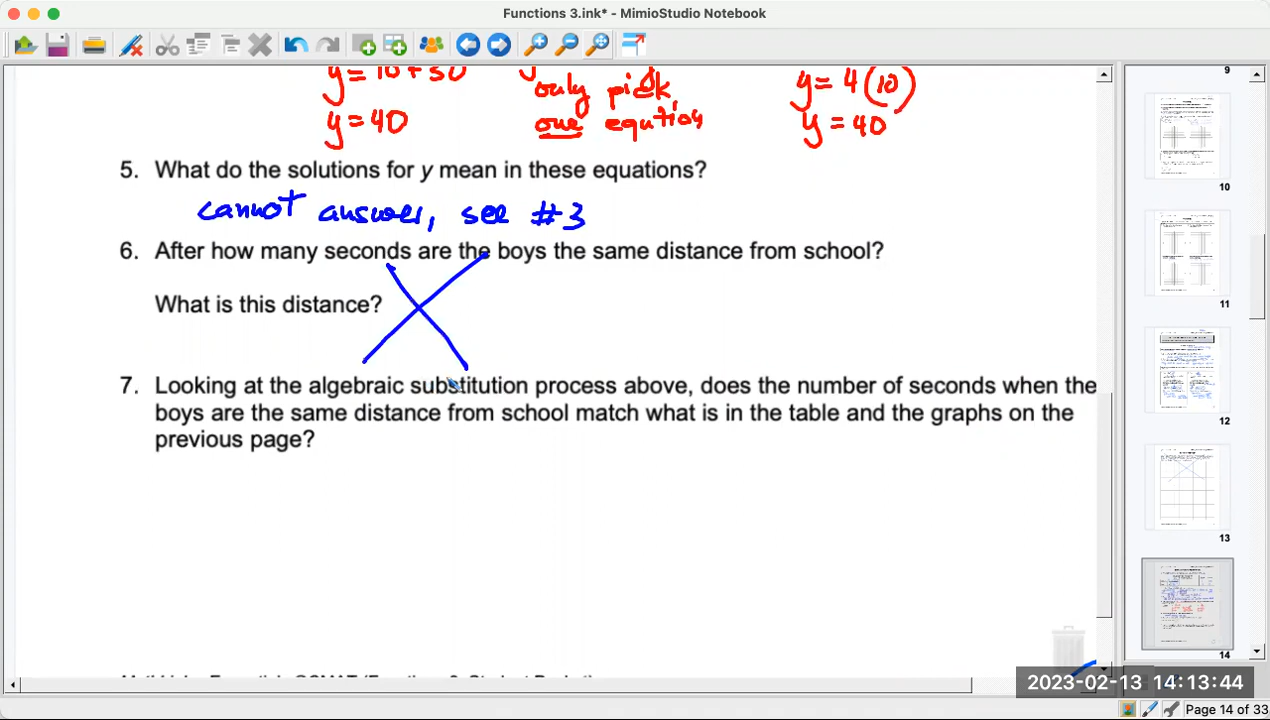 Functions 3.ink* - MimioStudio Notebook
y = 10 + 30
only pick
y = 4(10)
y = 40
one eqution
y = 40
5. What do the solutions for y mean in these equations?
cannot answer, see #3
6. After how many seconds are the boys the same distance from school?
What is this distance?
7. Looking at the algebraic substitution process above, does the number of seconds when the
boys are the same distance from school match what is in the table and the graphs on the
previous page?
9
10
11
12
13
14
2023-02-13 14:13:44
Page 14 of 33